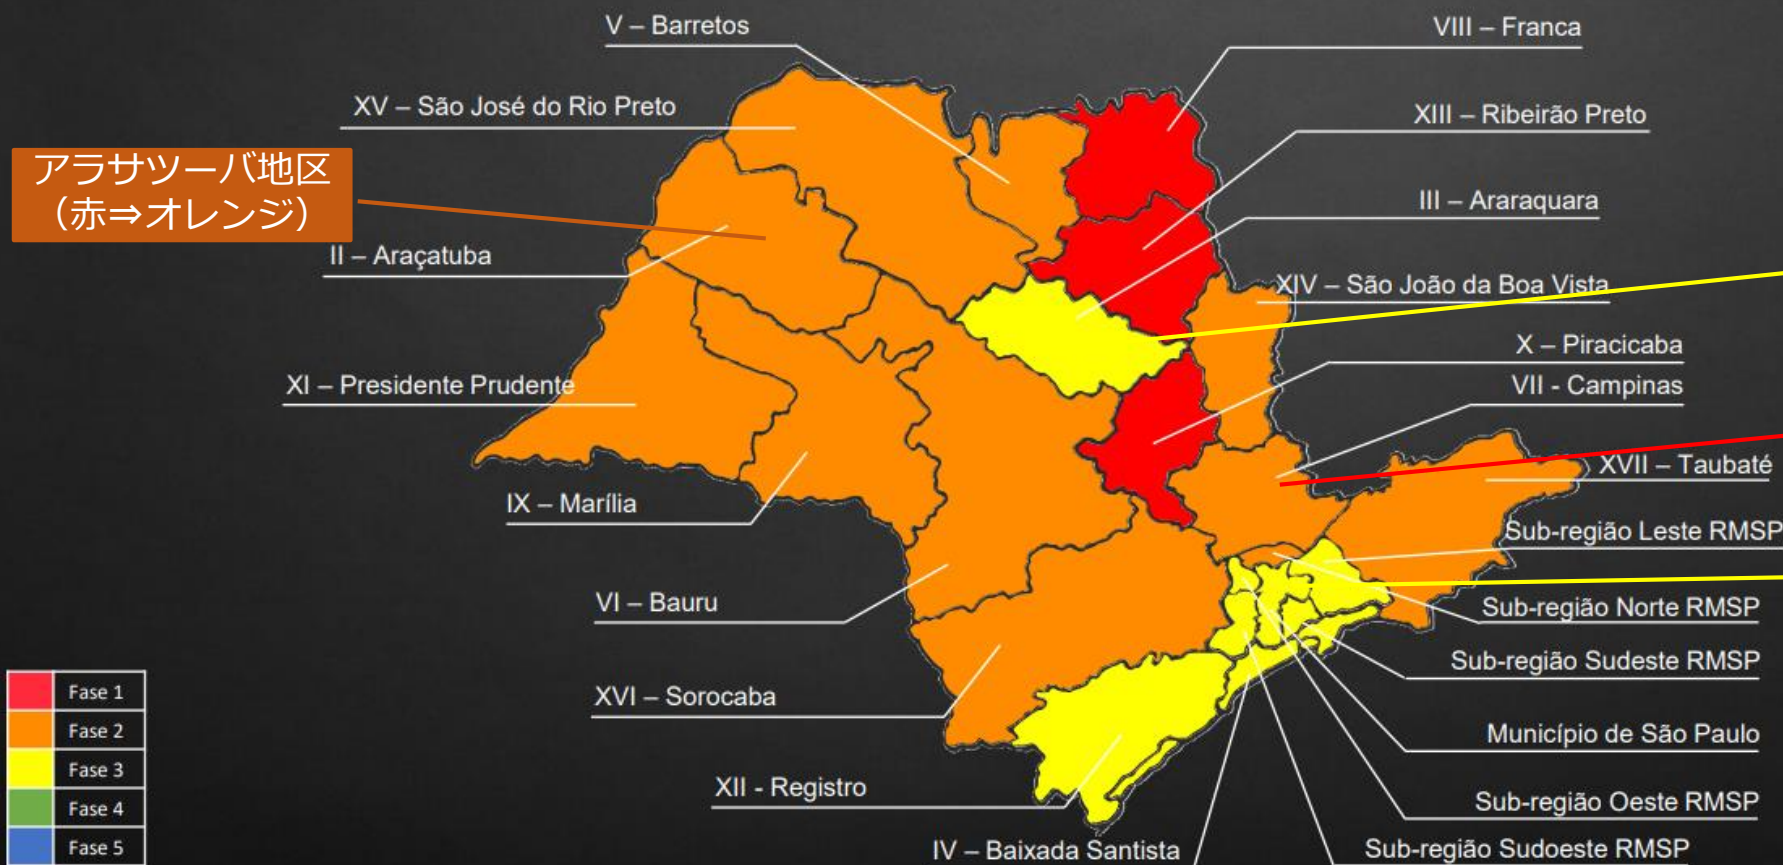 V – Barretos
VIII – Franca
XV – São José do Rio Preto
XIII – Ribeirão Preto
アラサツーバ地区
（赤⇒オレンジ）
III – Araraquara
II – Araçatuba
XIV – São João da Boa Vista
X – Piracicaba
XI – Presidente Prudente
VII - Campinas
XVII – Taubaté
IX – Marília
Sub-região Leste RMSP
VI – Bauru
Sub-região Norte RMSP
Sub-região Sudeste RMSP
XVI – Sorocaba
Município de São Paulo
XII - Registro
Sub-região Oeste RMSP
IV – Baixada Santista
Sub-região Sudoeste RMSP
Fase 1
Fase 2
Fase 3
Fase 4
Fase 5